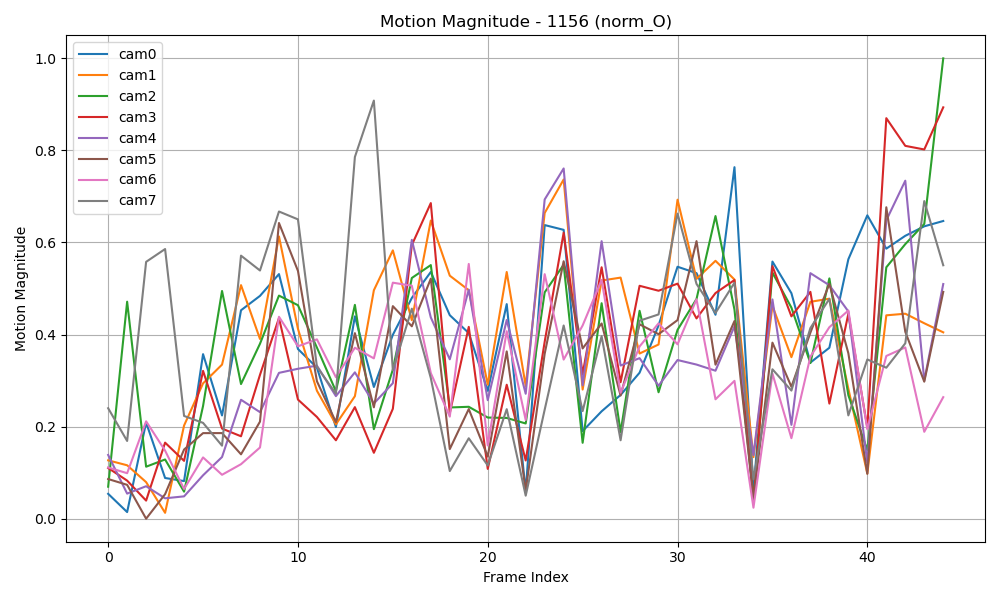 Motion Magnitude - 1156 (norm_O)
cam0
cam1
cam2
cam3
cam4
cam5
cam6
cam7
Motion Magnitude
1.0
0.8
0.6
0.4
0.2
0.0
0 10 20 30 40
Frame Index